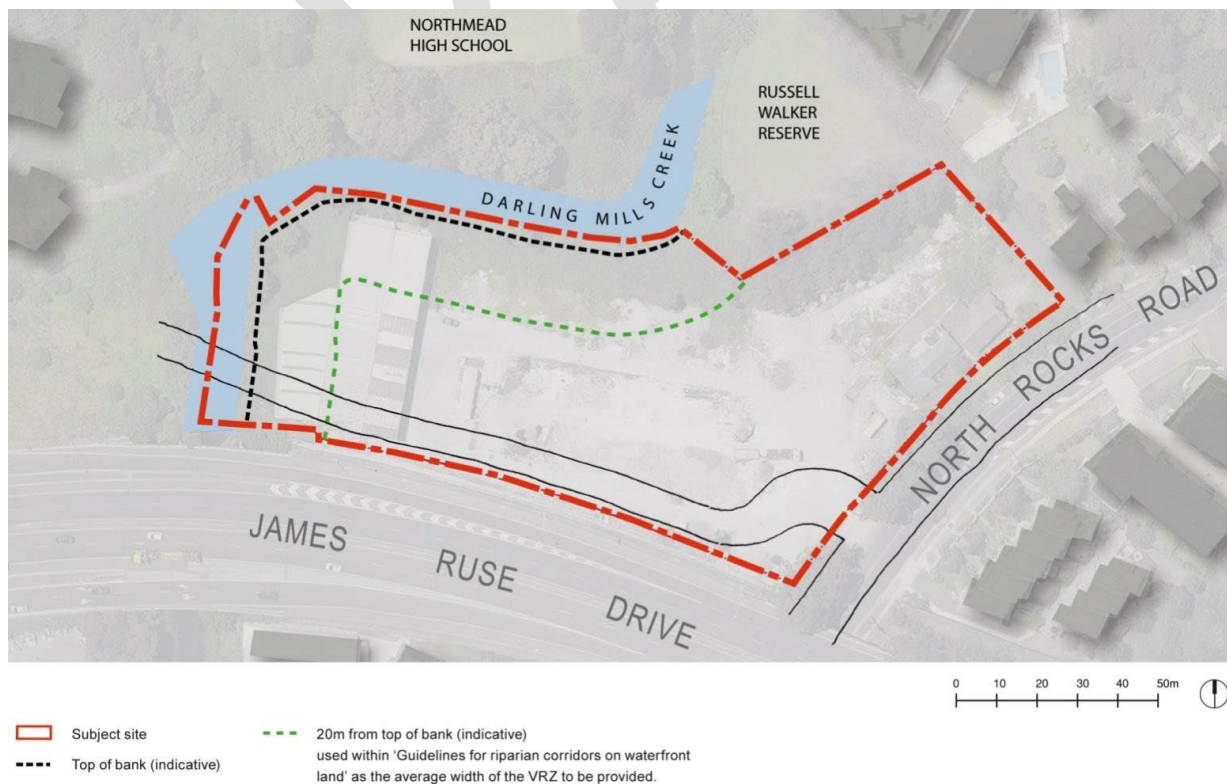 NORTHMEAD
HIGH SCHOOL
RUSSELL
WALKER
RESERVE
DARLING MILLS CREEK
NORTH ROCKS ROAD
JAMES RUSE DRIVE
0 10 20 30 40 50m
Subject site
Top of bank (indicative)
20m from top of bank (indicative)
used within ‘Guidelines for riparian corridors on waterfront
land’ as the average width of the VRZ to be provided.